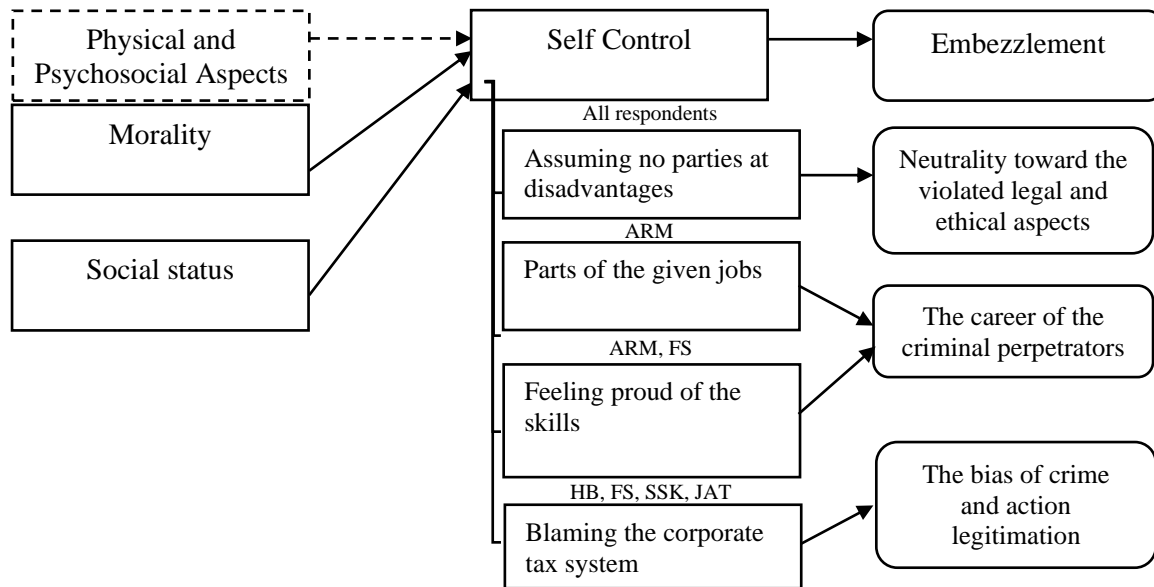 Physical and
Psychosocial Aspects
Morality
Social status
Self Control
All respondents
Assuming no parties at
disadvantages
ARM
Parts of the given jobs
ARM, FS
Feeling proud of the
skills
HB, FS, SSK, JAT
Blaming the corporate
tax system
Embezzlement
Neutrality toward the
violated legal and
ethical aspects
The career of the
criminal perpetrators
The bias of crime
and action
legitimation